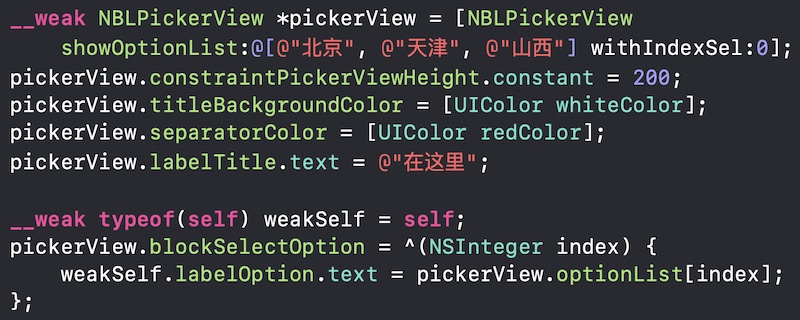 __weak NBLPickerView *pickerView = [NBLPickerView
showOptionList:@[@"北京", @"天津", @"山西"] withIndexSel:0];
pickerView.constraintPickerViewHeight.constant = 200;
pickerView.titleBackgroundColor = [UIColor whiteColor];
pickerView.separatorColor = [UIColor redColor];
pickerView.labelTitle.text = @"在这里";
__weak typeof(self) weakSelf = self;
pickerView.blockSelectOption = ^(NSInteger index) {
weakSelf.labelOption.text = pickerView.optionList[index];
};